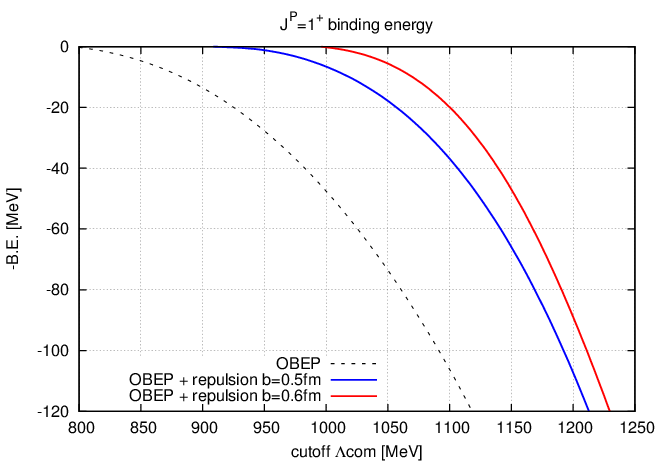 J^P=1^+ binding energy
0
-20
-40
-60
-80
-100
-120
-B.E. [MeV]
OBEP
OBEP + repulsion b=0.5fm
OBEP + repulsion b=0.6fm
800 850 900 950 1000 1050 1100 1150 1200 1250
cutoff Λcom [MeV]